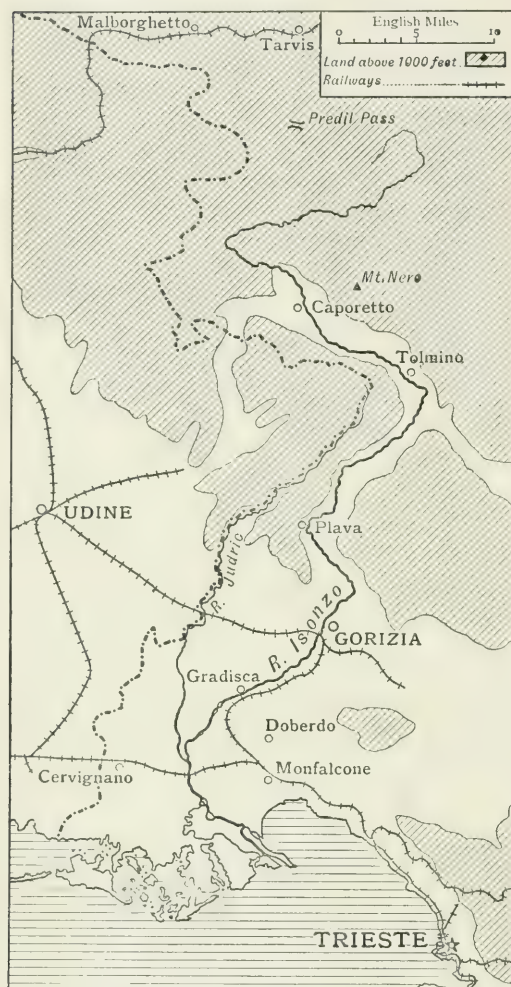 Malborghetto
Tarvis
English Miles
0 5 10
Land above 1000 feet
Railways
Predil Pass
Mt. Nero
Caporetto
Tolmino
UDINE
Plava
R. Judrio
R. Isonzo
GORIZIA
Gradisca
Doberdo
Cervignano
Monfalcone
TRIESTE